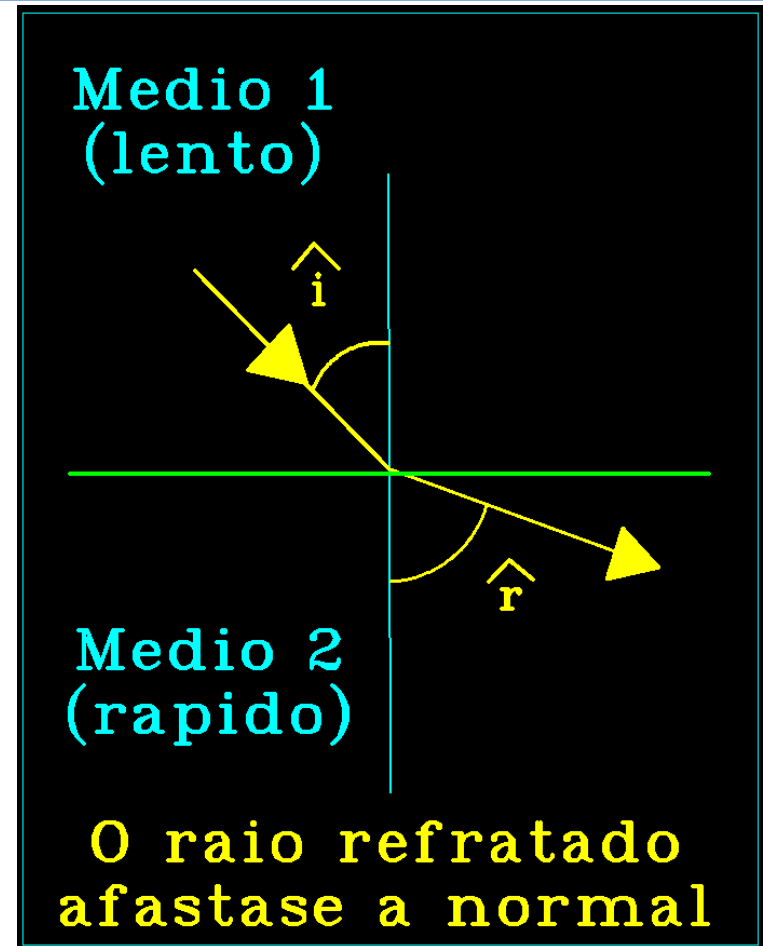 Medio 1
(lento)
î
r̂
Medio 2
(rapido)
O raio refratado
afastase a normal